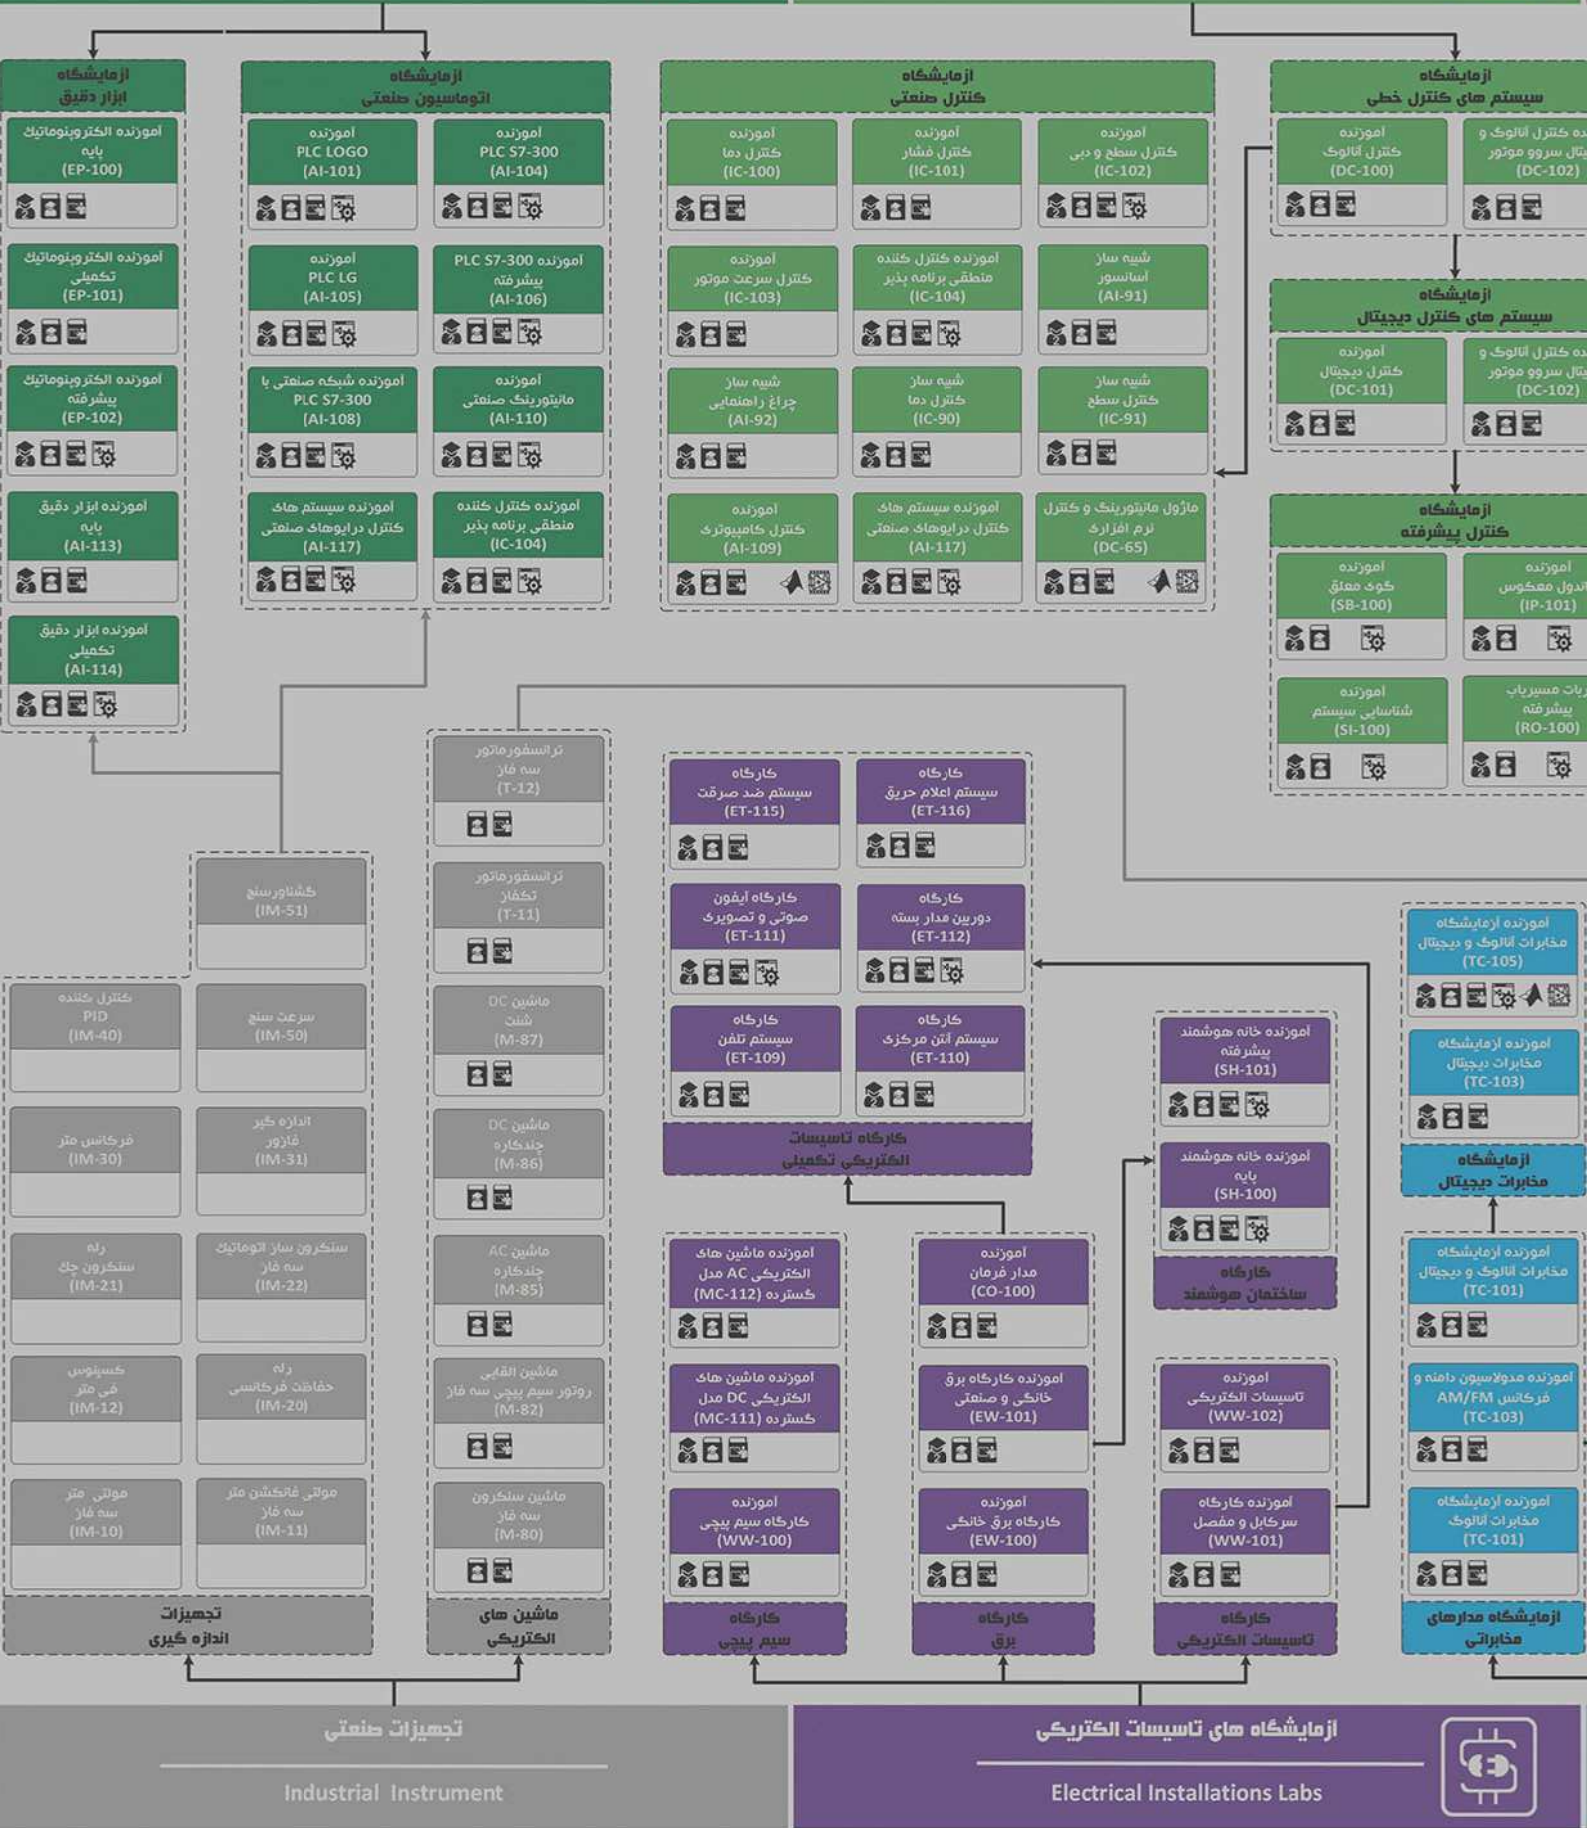 آزمایشگاه
ابزار دقیق
آموزنده الکتروپنوماتیک
پایه
(EP-100)
آموزنده الکتروپنوماتیک
تکمیلی
(EP-101)
آموزنده الکتروپنوماتیک
پیشرفته
(EP-102)
آموزنده ابزار دقیق
پایه
(AI-113)
آموزنده ابزار دقیق
تکمیلی
(AI-114)
آزمایشگاه
اتوماسیون صنعتی
آموزنده
PLC S7-300
(AI-104)
آموزنده
PLC LOGO
(AI-101)
آموزنده PLC S7-300
پیشرفته
(AI-106)
آموزنده
PLC LG
(AI-105)
آموزنده
مانیتورینگ صنعتی
(AI-110)
آموزنده شبکه صنعتی با
PLC S7-300
(AI-108)
آموزنده کنترل کننده
منطقی برنامه پذیر
(IC-104)
آموزنده سیستم های
کنترل درایوهای صنعتی
(AI-117)
آزمایشگاه
کنترل صنعتی
آموزنده
کنترل سطح و دبی
(IC-102)
آموزنده
کنترل فشار
(IC-101)
آموزنده
کنترل دما
(IC-100)
شبیه ساز
آسانسور
(AI-91)
آموزنده کنترل کننده
منطقی برنامه پذیر
(IC-104)
آموزنده
کنترل سرعت موتور
(IC-103)
شبیه ساز
کنترل سطح
(IC-91)
شبیه ساز
کنترل دما
(IC-90)
شبیه ساز
چراغ راهنمایی
(AI-92)
ماژول مانیتورینگ و کنترل
نرم افزاری
(DC-65)
آموزنده سیستم های
کنترل درایوهای صنعتی
(AI-117)
آموزنده
کنترل کامپیوتری
(AI-109)
آزمایشگاه
سیستم های کنترل خطی
کنترل آنالوگ و
سروو موتور
(DC-102)
آموزنده
کنترل آنالوگ
(DC-100)
آزمایشگاه
سیستم های کنترل دیجیتال
کنترل آنالوگ و
سروو موتور
(DC-102)
آموزنده
کنترل دیجیتال
(DC-101)
آزمایشگاه
کنترل پیشرفته
آموزنده
معکوس
(IP-101)
آموزنده
گوی معلق
(SB-100)
مسیریاب
پیشرفته
(RO-100)
آموزنده
شناسایی سیستم
(SI-100)
ترانسفورماتور
سه فاز
(T-12)
ترانسفورماتور
تکفاز
(T-11)
ماشین DC
شنت
(M-87)
ماشین DC
چندکاره
(M-86)
ماشین AC
چندکاره
(M-85)
ماشین القایی
روتور سیم پیچی سه فاز
(M-82)
ماشین سنکرون
سه فاز
(M-80)
ماشین های
الکتریکی
گشتاورسنج
(IM-51)
سرعت سنج
(IM-50)
کنترل کننده
PID
(IM-40)
اندازه گیر
فازور
(IM-31)
فرکانس متر
(IM-30)
سنکرون ساز اتوماتیک
سه فاز
(IM-22)
رله
سنکرون چک
(IM-21)
رله
حفاظت فرکانسی
(IM-20)
کسینوس
فی متر
(IM-12)
مولتی فانکشن متر
سه فاز
(IM-11)
مولتی متر
سه فاز
(IM-10)
تجهیزات
اندازه گیری
کارگاه
سیستم اعلام حریق
(ET-116)
کارگاه
سیستم ضد سرقت
(ET-115)
کارگاه
دوربین مدار بسته
(ET-112)
کارگاه آیفون
صوتی و تصویری
(ET-111)
کارگاه
سیستم آنتن مرکزی
(ET-110)
کارگاه
سیستم تلفن
(ET-109)
کارگاه تاسیسات
الکتریکی تکمیلی
آموزنده خانه هوشمند
پیشرفته
(SH-101)
آموزنده خانه هوشمند
پایه
(SH-100)
کارگاه
ساختمان هوشمند
آموزنده ماشین های
الکتریکی AC مدل
گسترده (MC-112)
آموزنده ماشین های
الکتریکی DC مدل
گسترده (MC-111)
آموزنده
کارگاه سیم پیچی
(WW-100)
کارگاه
سیم پیچی
آموزنده
مدار فرمان
(CO-100)
آموزنده کارگاه برق
خانگی و صنعتی
(EW-101)
آموزنده
کارگاه برق خانگی
(EW-100)
کارگاه
برق
آموزنده
تاسیسات الکتریکی
(WW-102)
آموزنده کارگاه
سرکابل و مفصل
(WW-101)
کارگاه
تاسیسات الکتریکی
آموزنده آزمایشگاه
مخابرات آنالوگ و دیجیتال
(TC-105)
آموزنده آزمایشگاه
مخابرات دیجیتال
(TC-103)
آزمایشگاه
مخابرات دیجیتال
آموزنده آزمایشگاه
مخابرات آنالوگ و دیجیتال
(TC-101)
آموزنده مدولاسیون دامنه و
فرکانس AM/FM
(TC-103)
آموزنده آزمایشگاه
مخابرات آنالوگ
(TC-101)
آزمایشگاه مدارهای
مخابراتی
تجهیزات صنعتی
Industrial Instrument
آزمایشگاه های تاسیسات الکتریکی
Electrical Installations Labs